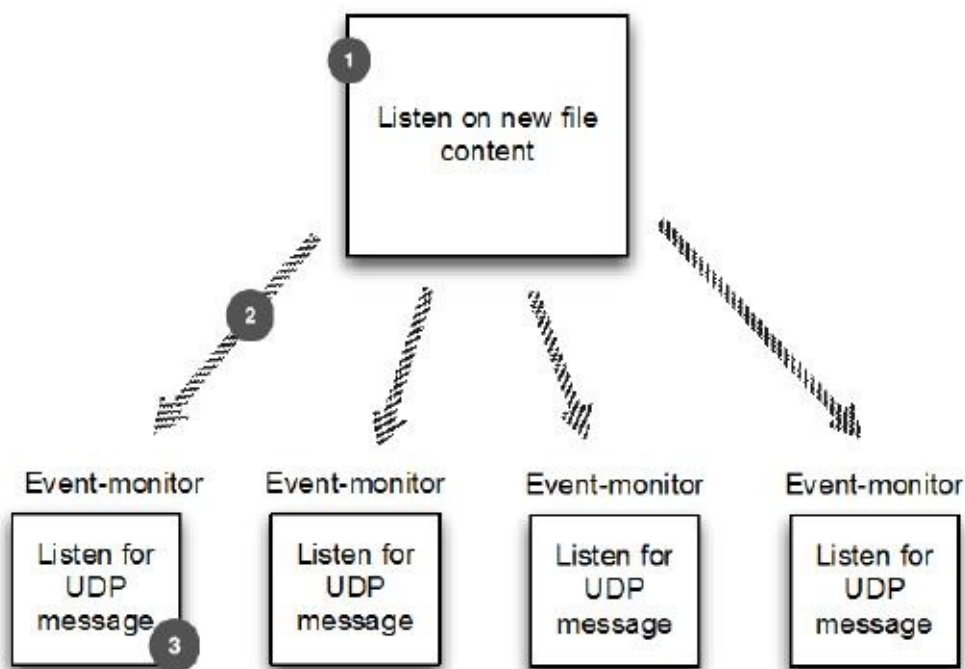 1
Listen on new file
content
2
Event-monitor
Event-monitor
Event-monitor
Event-monitor
Listen for
UDP
message
3
Listen for
UDP
message
Listen for
UDP
message
Listen for
UDP
message